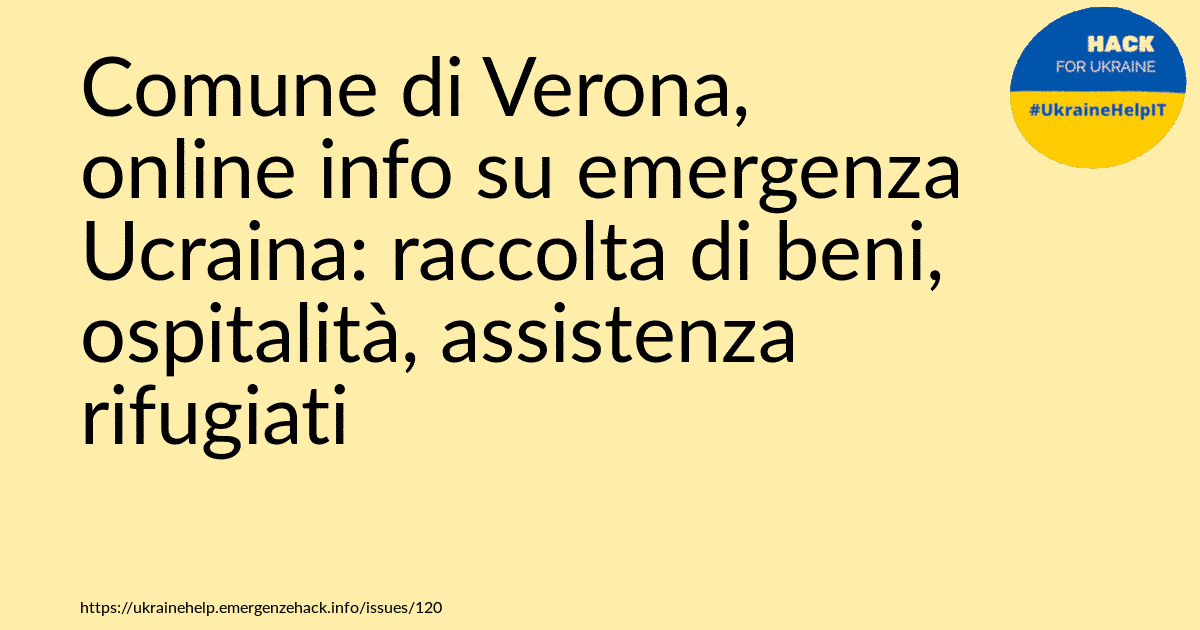 Comune di Verona,
online info su emergenza
Ucraina: raccolta di beni,
ospitalità, assistenza
rifugiati
HACK
FOR UKRAINE
#UkraineHelpIT
https://ukrainehelp.emergenzehack.info/issues/120